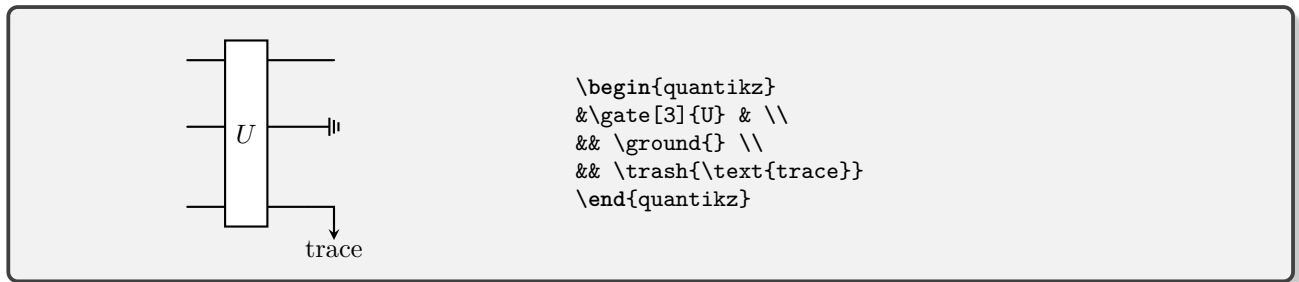 U
trace
\begin{quantikz}
&\gate[3]{U} & \\
&& \ground{} \\
&& \trash{\text{trace}}
\end{quantikz}